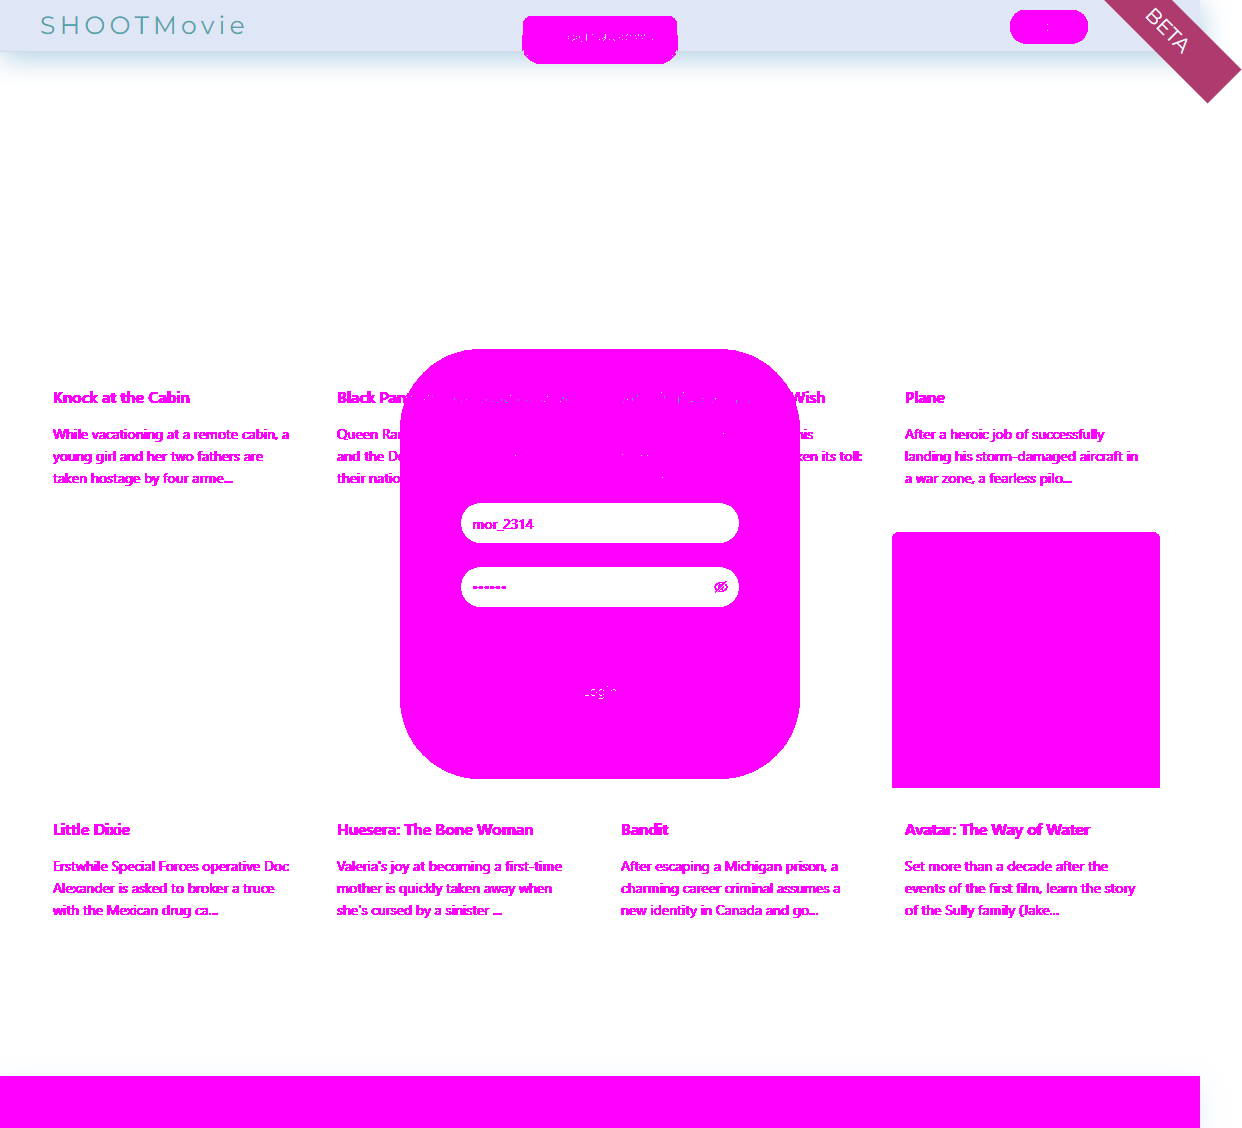 SHOOTMovie
BETA
Knock at the Cabin
While vacationing at a remote cabin, a
young girl and her two fathers are
taken hostage by four arme...
Black Pan
Queen Ra
and the D
their natio
Wish
his
ken its toll:
Plane
After a heroic job of successfully
landing his storm-damaged aircraft in
a war zone, a fearless pilo...
mor_2314
Login
Little Dixie
Erstwhile Special Forces operative Doc
Alexander is asked to broker a truce
with the Mexican drug ca...
Huesera: The Bone Woman
Valeria's joy at becoming a first-time
mother is quickly taken away when
she's cursed by a sinister ...
Bandit
After escaping a Michigan prison, a
charming career criminal assumes a
new identity in Canada and go...
Avatar: The Way of Water
Set more than a decade after the
events of the first film, learn the story
of the Sully family (Jake...